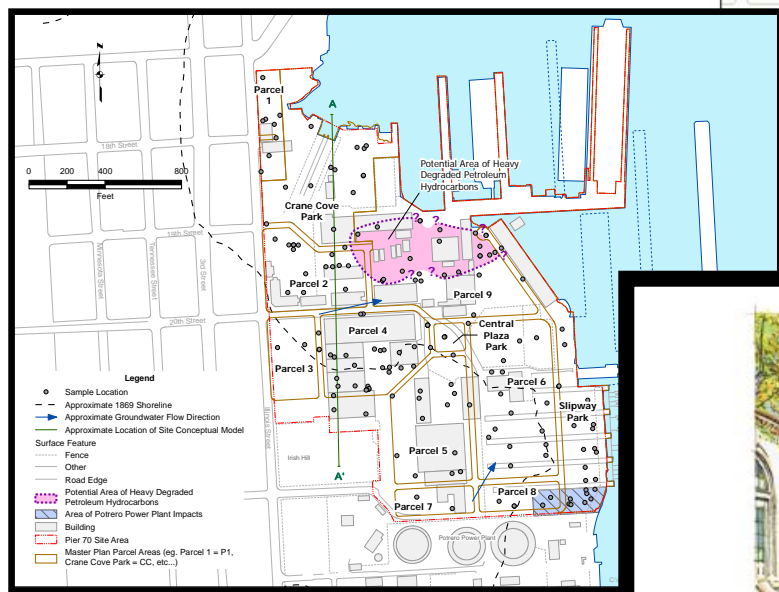 N
Parcel
1
A
18th Street
Potential Area of Heavy
Degraded Petroleum
Hydrocarbons
0 200 400 800
Feet
Crane Cove
Park
? ? ?
19th Street
?
? ?
Minnesota Street
Tennessee Street
3rd Street
Parcel 2
Parcel 9
20th Street
Parcel 4
Central
Plaza
Park
Parcel 3
Parcel 6
Slipway
Park
Illinois Street
Irish Hill
Parcel 5
A'
Parcel 8
Parcel 7
Potrero Power Plant
Legend
Sample Location
Approximate 1869 Shoreline
Approximate Groundwater Flow Direction
Approximate Location of Site Conceptual Model
Surface Feature
Fence
Other
Road Edge
Potential Area of Heavy Degraded
Petroleum Hydrocarbons
Area of Potrero Power Plant Impacts
Building
Pier 70 Site Area
Master Plan Parcel Areas (eg. Parcel 1 = P1,
Crane Cove Park = CC, etc...)